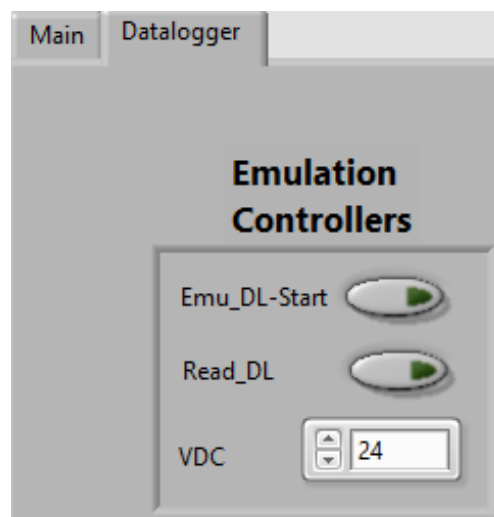 Main Datalogger
Emulation
Controllers
Emu_DL-Start
Read_DL
VDC 24